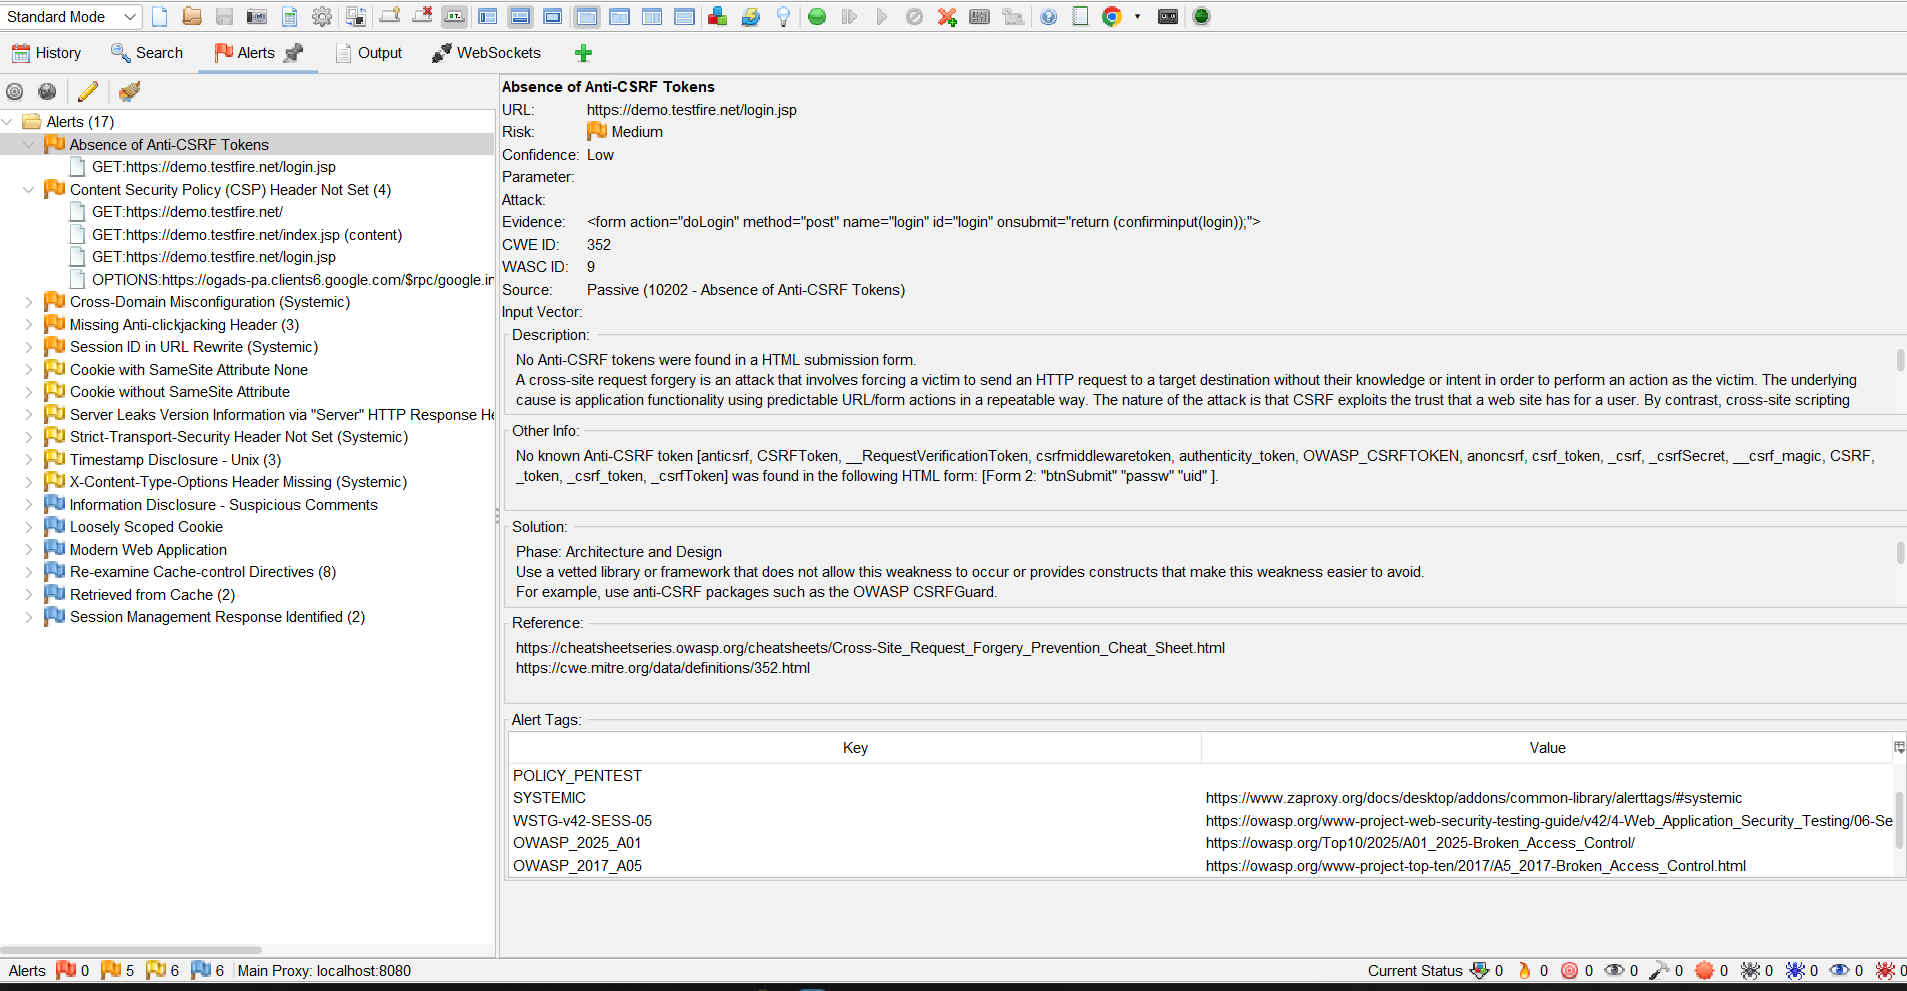 Standard Mode
History
Search
Alerts
Output
WebSockets
Alerts (17)
Absence of Anti-CSRF Tokens
GET:https://demo.testfire.net/login.jsp
Content Security Policy (CSP) Header Not Set (4)
GET:https://demo.testfire.net/
GET:https://demo.testfire.net/index.jsp (content)
GET:https://demo.testfire.net/login.jsp
OPTIONS:https://ogads-pa.clients6.google.com/$rpc/google.in
Cross-Domain Misconfiguration (Systemic)
Missing Anti-clickjacking Header (3)
Session ID in URL Rewrite (Systemic)
Cookie with SameSite Attribute None
Cookie without SameSite Attribute
Server Leaks Version Information via "Server" HTTP Response He
Strict-Transport-Security Header Not Set (Systemic)
Timestamp Disclosure - Unix (3)
X-Content-Type-Options Header Missing (Systemic)
Information Disclosure - Suspicious Comments
Loosely Scoped Cookie
Modern Web Application
Re-examine Cache-control Directives (8)
Retrieved from Cache (2)
Session Management Response Identified (2)
Absence of Anti-CSRF Tokens
URL: https://demo.testfire.net/login.jsp
Risk: Medium
Confidence: Low
Parameter:
Attack:
Evidence: <form action="doLogin" method="post" name="login" id="login" onsubmit="return (confirminput(login));">
CWE ID: 352
WASC ID: 9
Source: Passive (10202 - Absence of Anti-CSRF Tokens)
Input Vector:
Description:
No Anti-CSRF tokens were found in a HTML submission form.
A cross-site request forgery is an attack that involves forcing a victim to send an HTTP request to a target destination without their knowledge or intent in order to perform an action as the victim. The underlying
cause is application functionality using predictable URL/form actions in a repeatable way. The nature of the attack is that CSRF exploits the trust that a web site has for a user. By contrast, cross-site scripting
Other Info:
No known Anti-CSRF token [anticsrf, CSRFToken, __RequestVerificationToken, csrfmiddlewaretoken, authenticity_token, OWASP_CSRFTOKEN, anoncsrf, csrf_token, _csrf, _csrfSecret, __csrf_magic, CSRF,
_token, _csrf_token, _csrfToken] was found in the following HTML form: [Form 2: "btnSubmit" "passw" "uid" ].
Solution:
Phase: Architecture and Design
Use a vetted library or framework that does not allow this weakness to occur or provides constructs that make this weakness easier to avoid.
For example, use anti-CSRF packages such as the OWASP CSRFGuard.
Reference:
https://cheatsheetseries.owasp.org/cheatsheets/Cross-Site_Request_Forgery_Prevention_Cheat_Sheet.html
https://cwe.mitre.org/data/definitions/352.html
Alert Tags:
Key Value
POLICY_PENTEST
SYSTEMIC https://www.zaproxy.org/docs/desktop/addons/common-library/alerttags/#systemic
WSTG-v42-SESS-05 https://owasp.org/www-project-web-security-testing-guide/v42/4-Web_Application_Security_Testing/06-Se
OWASP_2025_A01 https://owasp.org/Top10/2025/A01_2025-Broken_Access_Control/
OWASP_2017_A05 https://owasp.org/www-project-top-ten/2017/A5_2017-Broken_Access_Control.html
Alerts 0 5 6 6 Main Proxy: localhost:8080
Current Status 0 0 0 0 0 0 0 0 0 0